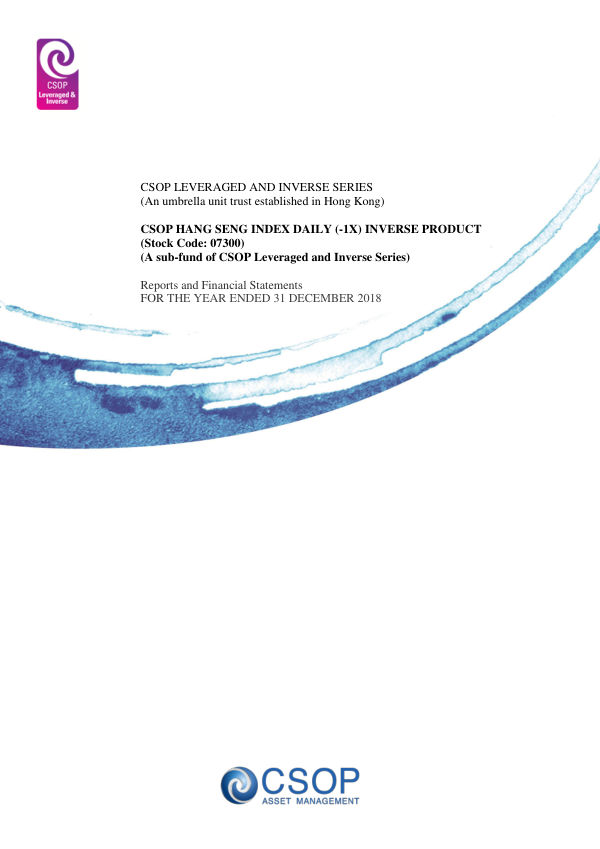 CSOP
Leveraged &
Inverse
CSOP LEVERAGED AND INVERSE SERIES
(An umbrella unit trust established in Hong Kong)
CSOP HANG SENG INDEX DAILY (-1X) INVERSE PRODUCT
(Stock Code: 07300)
(A sub-fund of CSOP Leveraged and Inverse Series)
Reports and Financial Statements
FOR THE YEAR ENDED 31 DECEMBER 2018
CSOP
ASSET MANAGEMENT